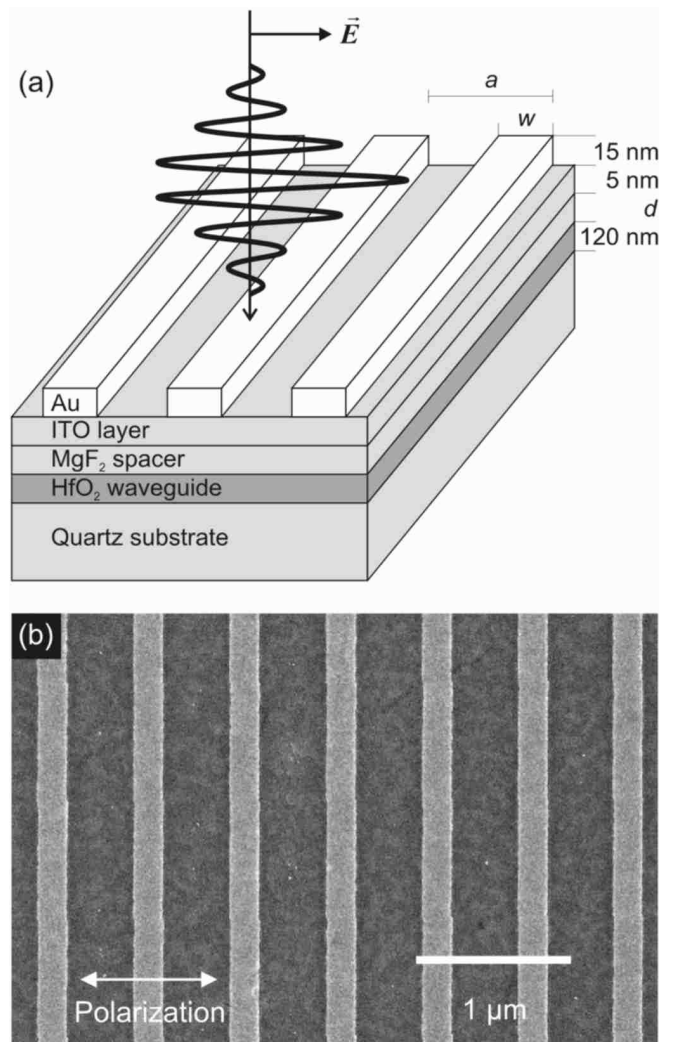 (a)
E
a
w
15 nm
5 nm
d
120 nm
Au
ITO layer
MgF₂ spacer
HfO₂ waveguide
Quartz substrate
(b)
Polarization
1 µm